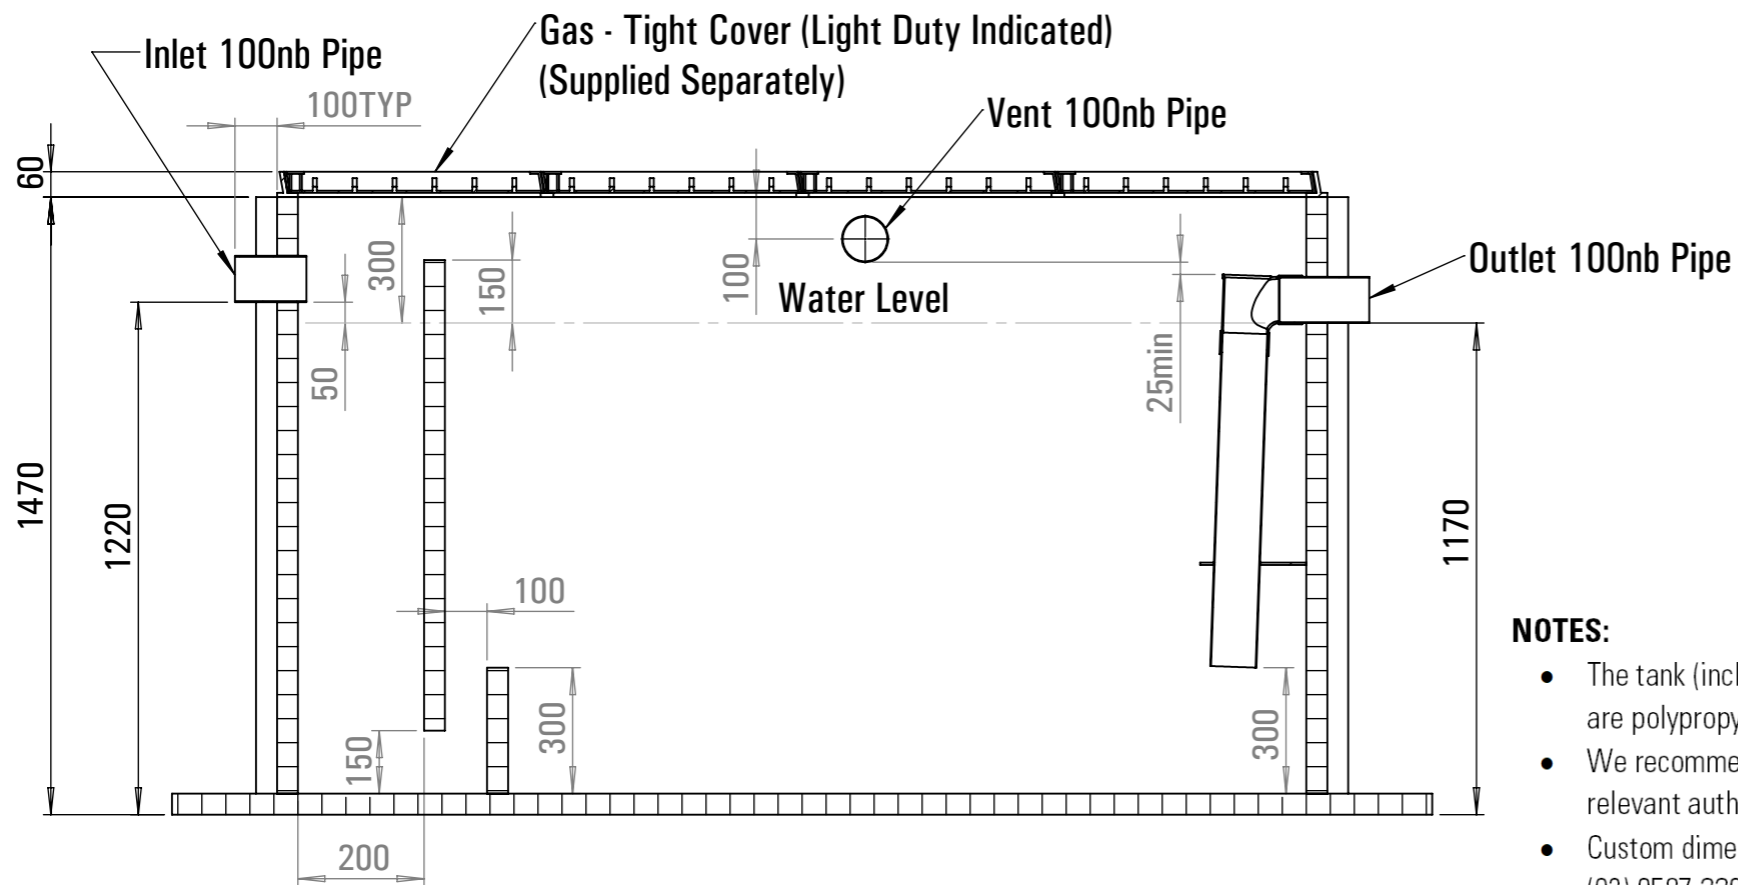 Gas - Tight Cover (Light Duty Indicated)
(Supplied Separately)
Inlet 100nb Pipe
100TYP
Vent 100nb Pipe
60
300
150
100
Water Level
Outlet 100nb Pipe
50
25min
1470
1220
1170
100
150
300
300
200
NOTES:
• The tank (incl
are polypropy
• We recomme
relevant auth
• Custom dime